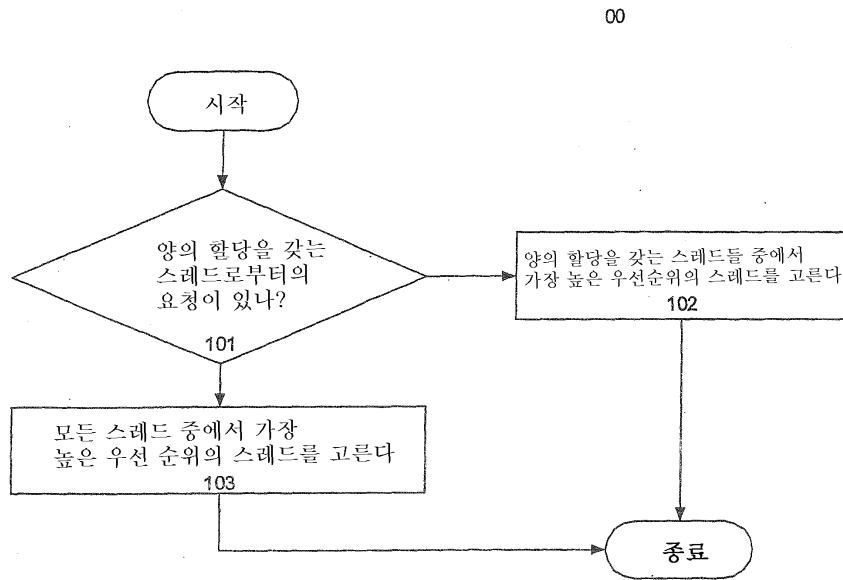 00
시작
양의 할당을 갖는
스레드로부터의
요청이 있나?
101
양의 할당을 갖는 스레드들 중에서
가장 높은 우선순위의 스레드를 고른다
102
모든 스레드 중에서 가장
높은 우선 순위의 스레드를 고른다
103
종료